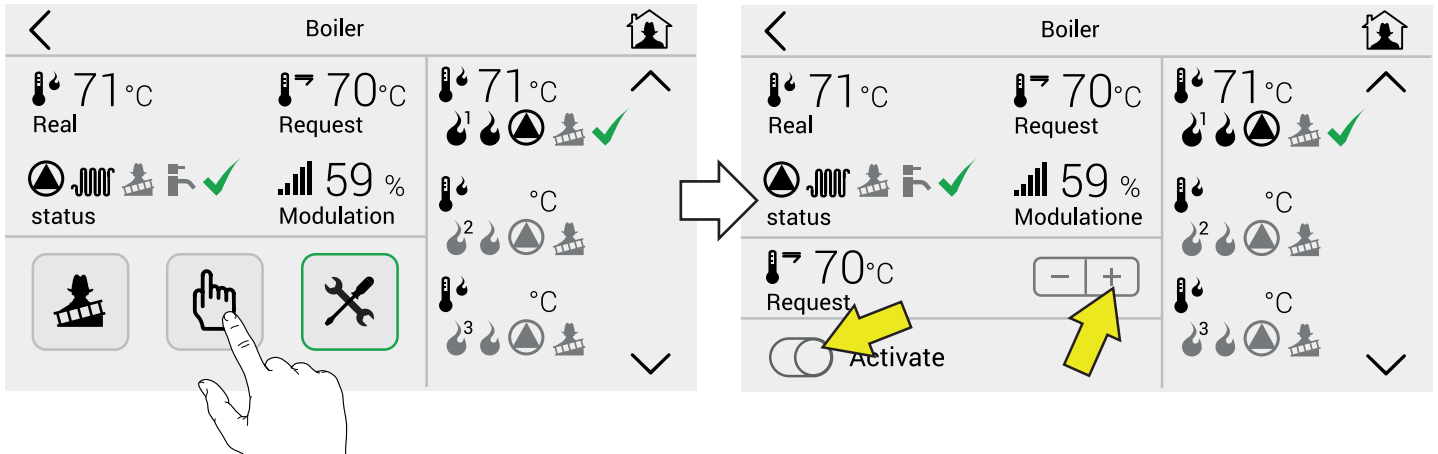 Boiler
71 °C
Real
70°C
Request
status
59 %
Modulation
71 °C
1
°C
2
°C
3
Boiler
71 °C
Real
70°C
Request
status
59 %
Modulatione
70°C
Request
− +
Activate
71 °C
1
°C
2
°C
3